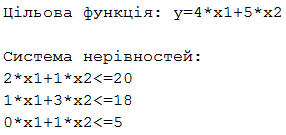 Цільова функція: y=4*x1+5*x2
Система нерівностей:
2*x1+1*x2<=20
1*x1+3*x2<=18
0*x1+1*x2<=5